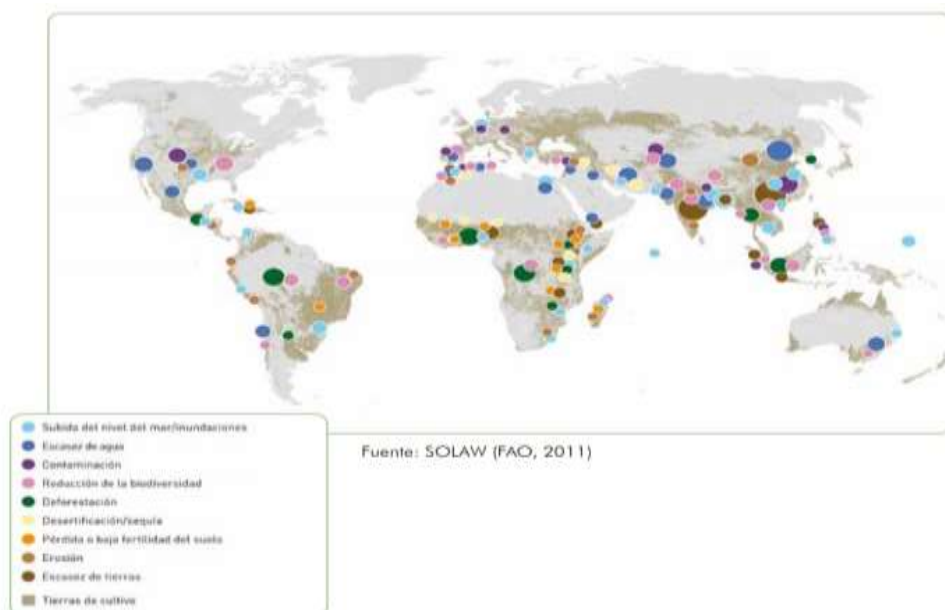 Subida del nivel del mar/inundaciones
Escasez de agua
Contaminación
Reducción de la biodiversidad
Deforestación
Desertificación/sequía
Pérdida o baja fertilidad del suelo
Erosión
Escasez de tierras
Tierras de cultivo
Fuente: SOLAW (FAO, 2011)